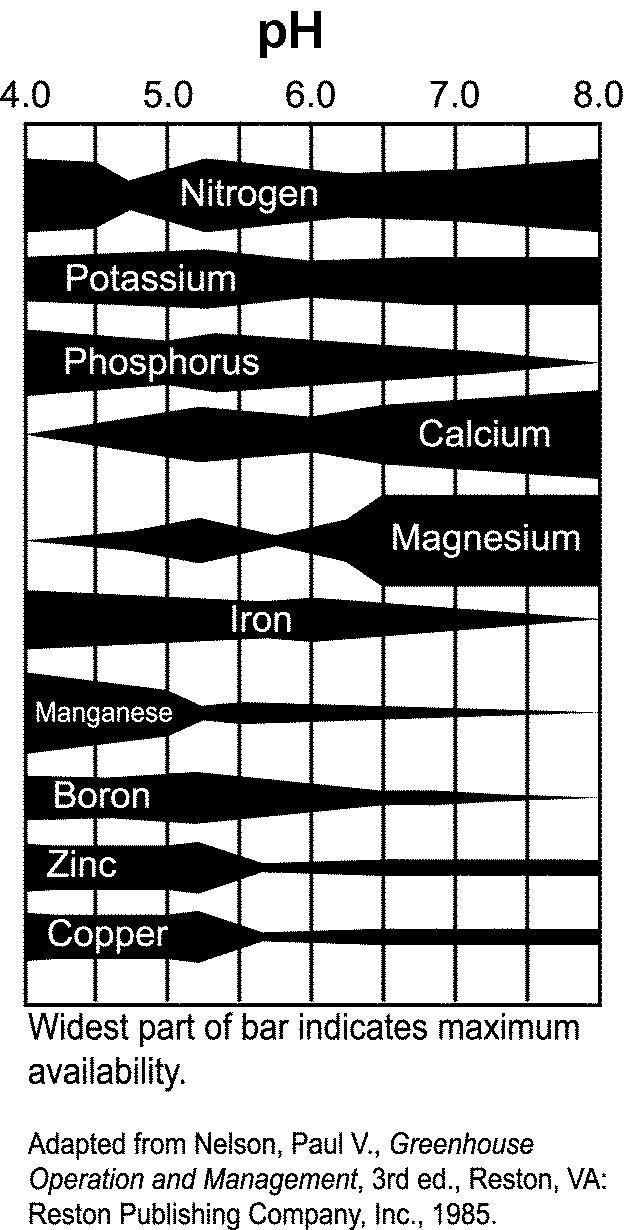 pH
4.0 5.0 6.0 7.0 8.0
Nitrogen
Potassium
Phosphorus
Calcium
Magnesium
Iron
Manganese
Boron
Zinc
Copper
Widest part of bar indicates maximum
availability.
Adapted from Nelson, Paul V., Greenhouse
Operation and Management, 3rd ed., Reston, VA:
Reston Publishing Company, Inc., 1985.